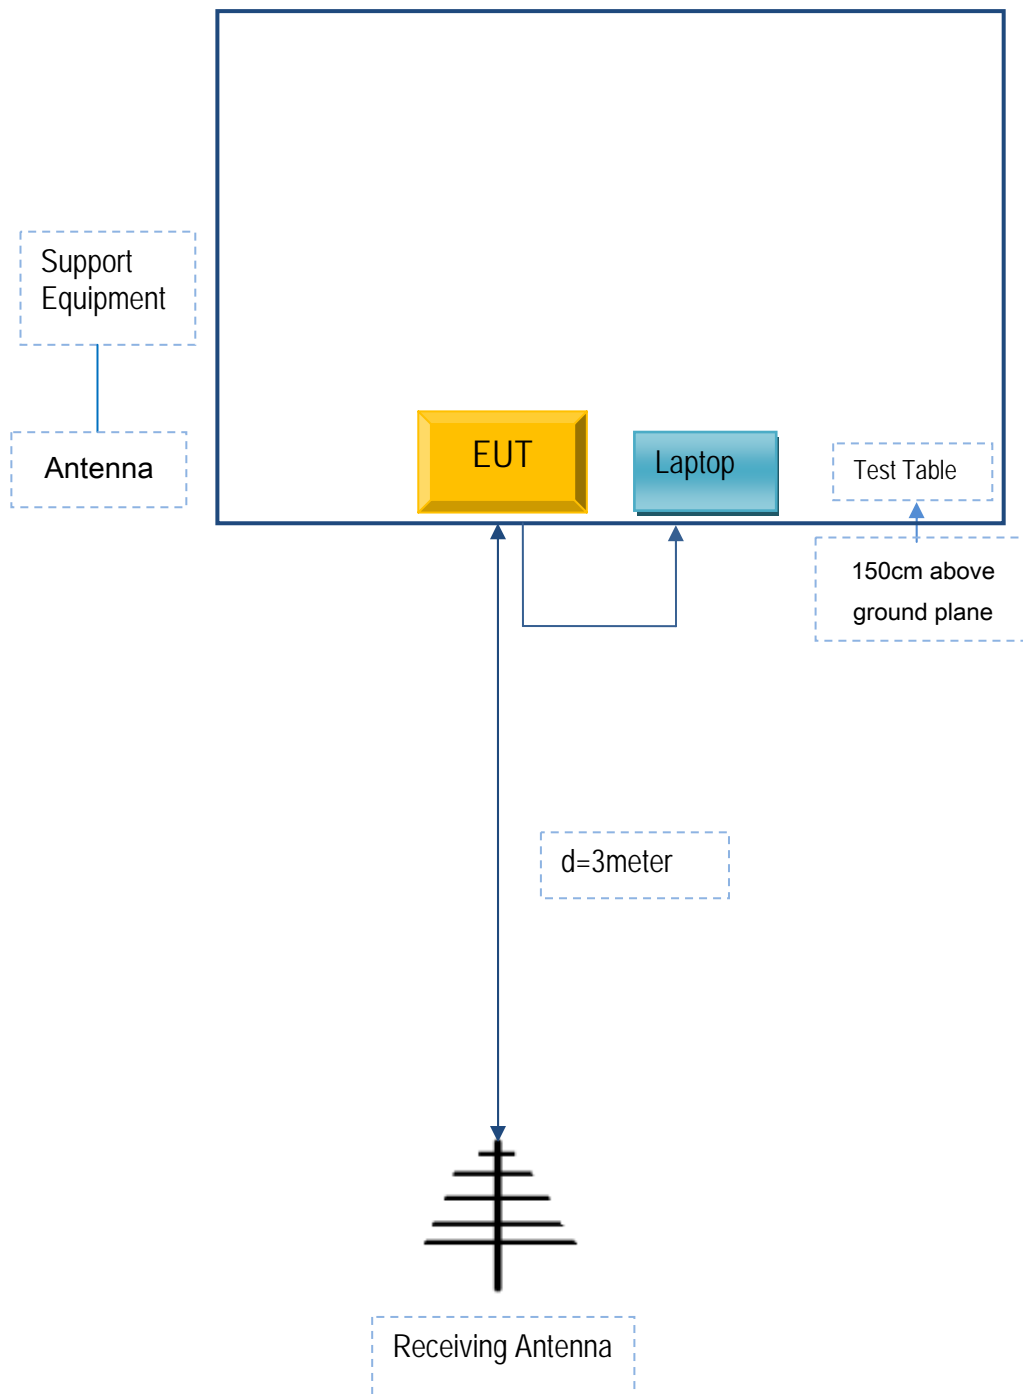 Support
Equipment
Antenna
EUT
Laptop
Test Table
150cm above
ground plane
d=3meter
Receiving Antenna